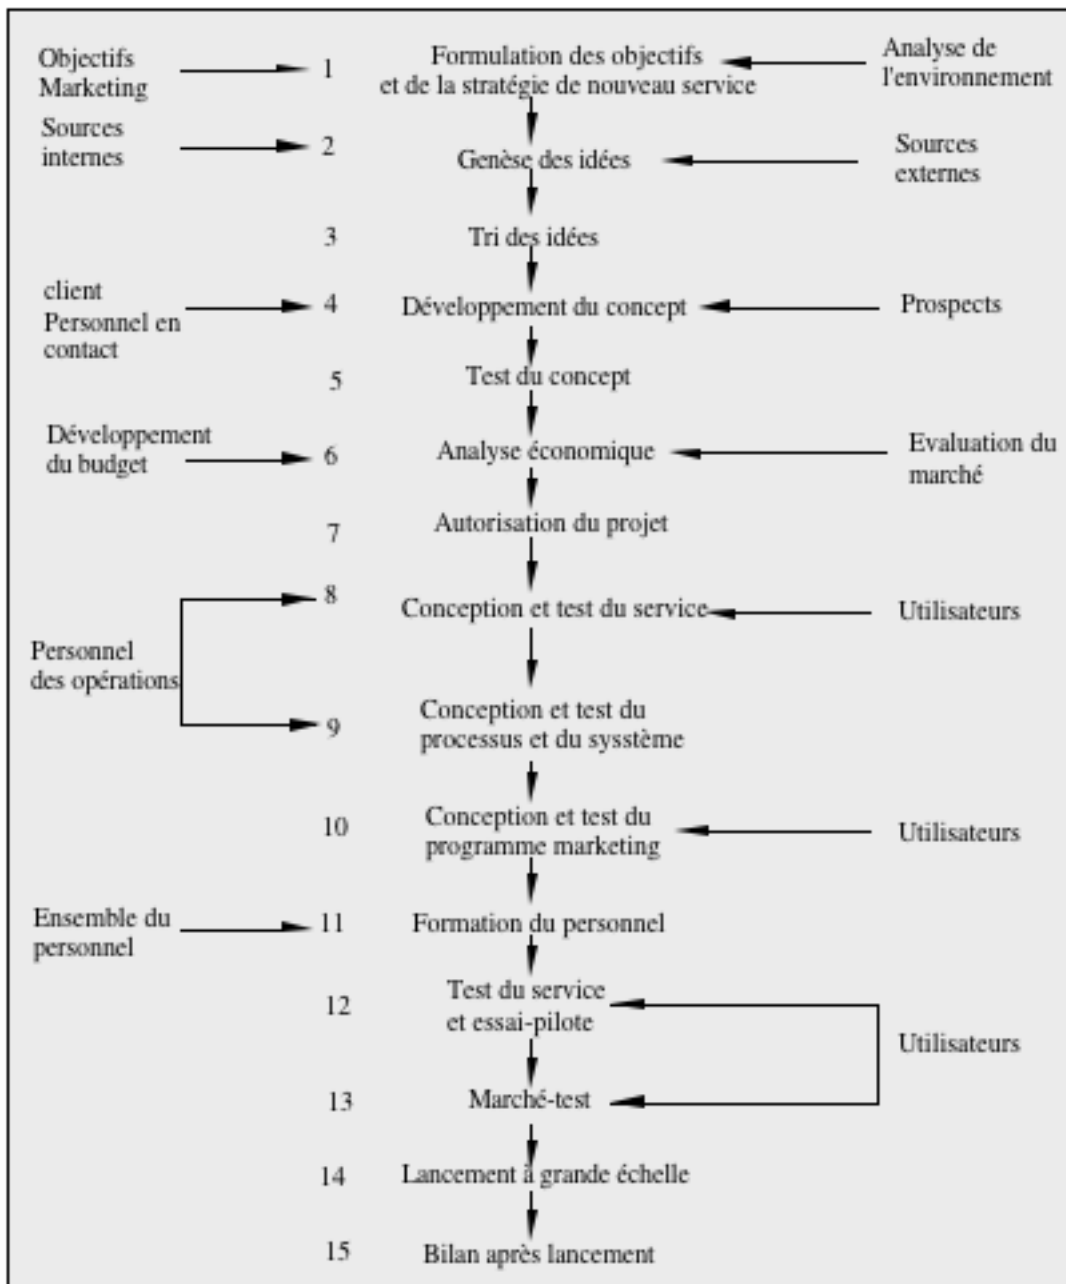 Objectifs
Marketing
1
Formulation des objectifs
et de la stratégie de nouveau service
Analyse de
l'environnement
Sources
internes
2
Genèse des idées
Sources
externes
3
Tri des idées
client
Personnel en
contact
4
Développement du concept
Prospects
5
Test du concept
Développement
du budget
6
Analyse économique
Evaluation du
marché
7
Autorisation du projet
8
Conception et test du service
Utilisateurs
Personnel
des opérations
9
Conception et test du
processus et du sysstème
10
Conception et test du
programme marketing
Utilisateurs
Ensemble du
personnel
11
Formation du personnel
12
Test du service
et essai-pilote
Utilisateurs
13
Marché-test
14
Lancement à grande échelle
15
Bilan après lancement